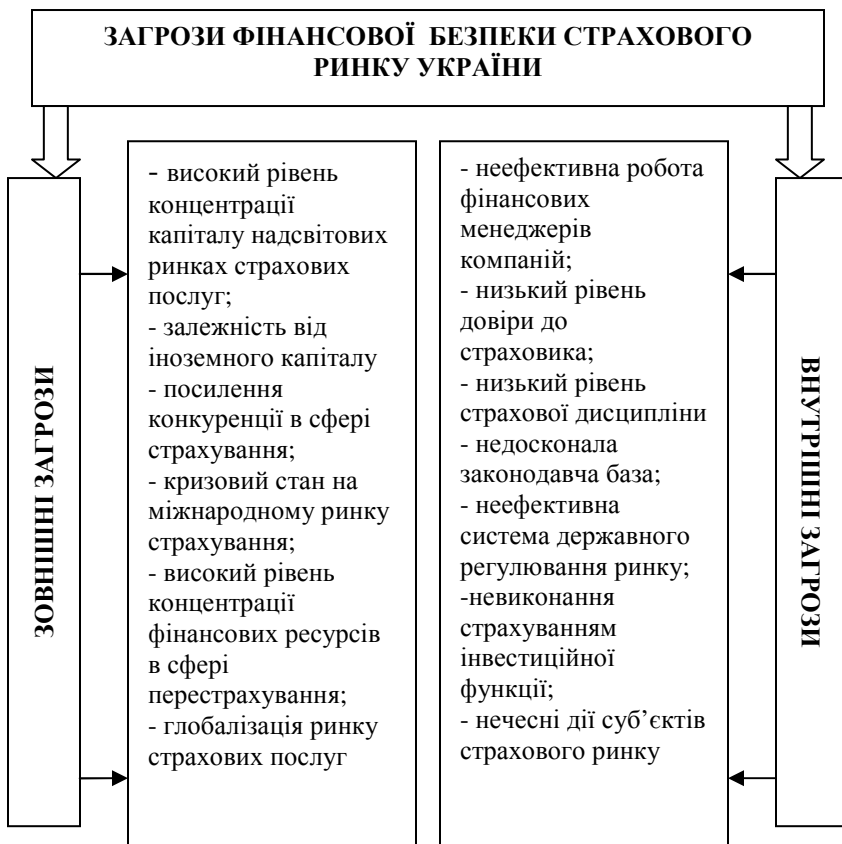 ЗАГРОЗИ ФІНАНСОВОЇ БЕЗПЕКИ СТРАХОВОГО
РИНКУ УКРАЇНИ
ЗОВНІШНІ ЗАГРОЗИ
- високий рівень
концентрації
капіталу надсвітових
ринках страхових
послуг;
- залежність від
іноземного капіталу
- посилення
конкуренції в сфері
страхування;
- кризовий стан на
міжнародному ринку
страхування;
- високий рівень
концентрації
фінансових ресурсів
в сфері
перестрахування;
- глобалізація ринку
страхових послуг
- неефективна робота
фінансових
менеджерів
компаній;
- низький рівень
довіри до
страховика;
- низький рівень
страхової дисципліни
- недосконала
законодавча база;
- неефективна
система державного
регулювання ринку;
-невиконання
страхуванням
інвестиційної
функції;
- нечесні дії суб’єктів
страхового ринку
ВНУТРІШНІ ЗАГРОЗИ